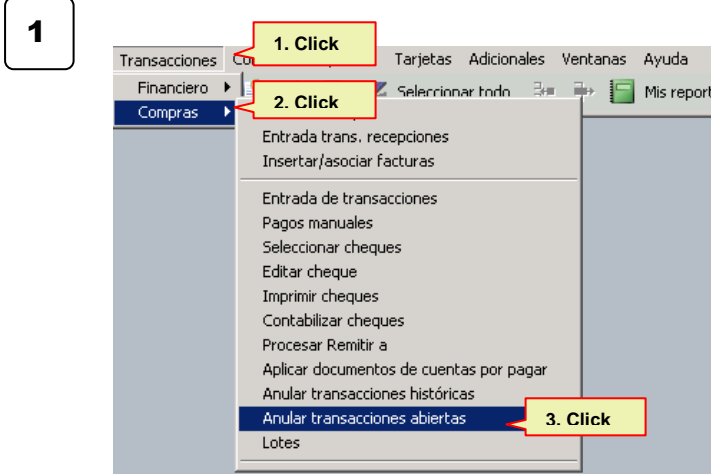 1
1. Click
Transacciones
Tarjetas Adicionales Ventanas Ayuda
Financiero
2. Click
Seleccionar todo
Mis report
Compras
Entrada trans. recepciones
Insertar/asociar facturas
Entrada de transacciones
Pagos manuales
Seleccionar cheques
Editar cheque
Imprimir cheques
Contabilizar cheques
Procesar Remitir a
Aplicar documentos de cuentas por pagar
Anular transacciones históricas
Anular transacciones abiertas
3. Click
Lotes